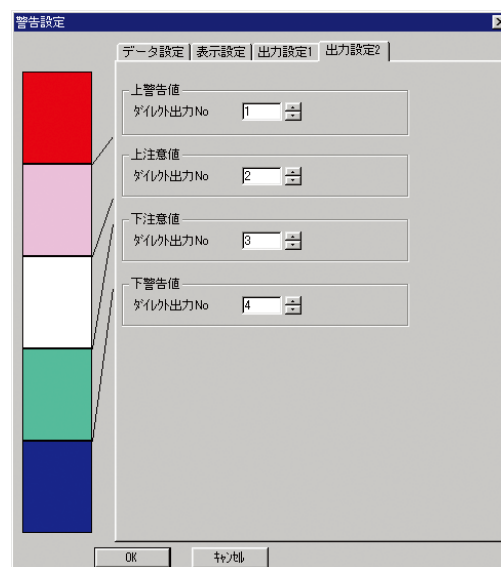 警告設定
データ設定 表示設定 出力設定1 出力設定2
上警告値
ダイレクト出力No 1
上注意値
ダイレクト出力No 2
下注意値
ダイレクト出力No 3
下警告値
ダイレクト出力No 4
OK キャンセル